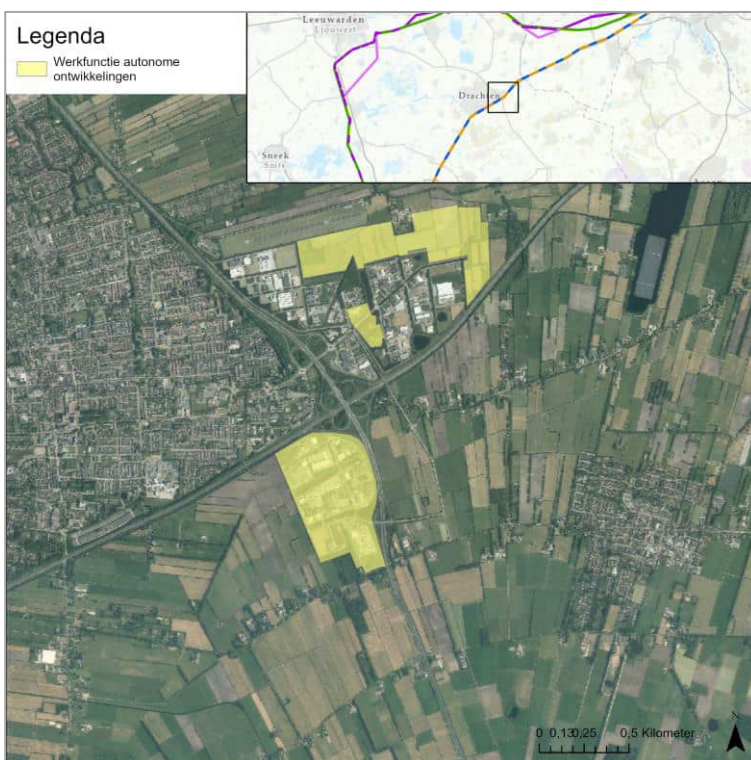 Legenda
Werkfunctie autonome
ontwikkelingen
Leeuwarden
Ljouwert
Drachten
Sneek
Snits
N
0 0,130,25 0,5 Kilometer